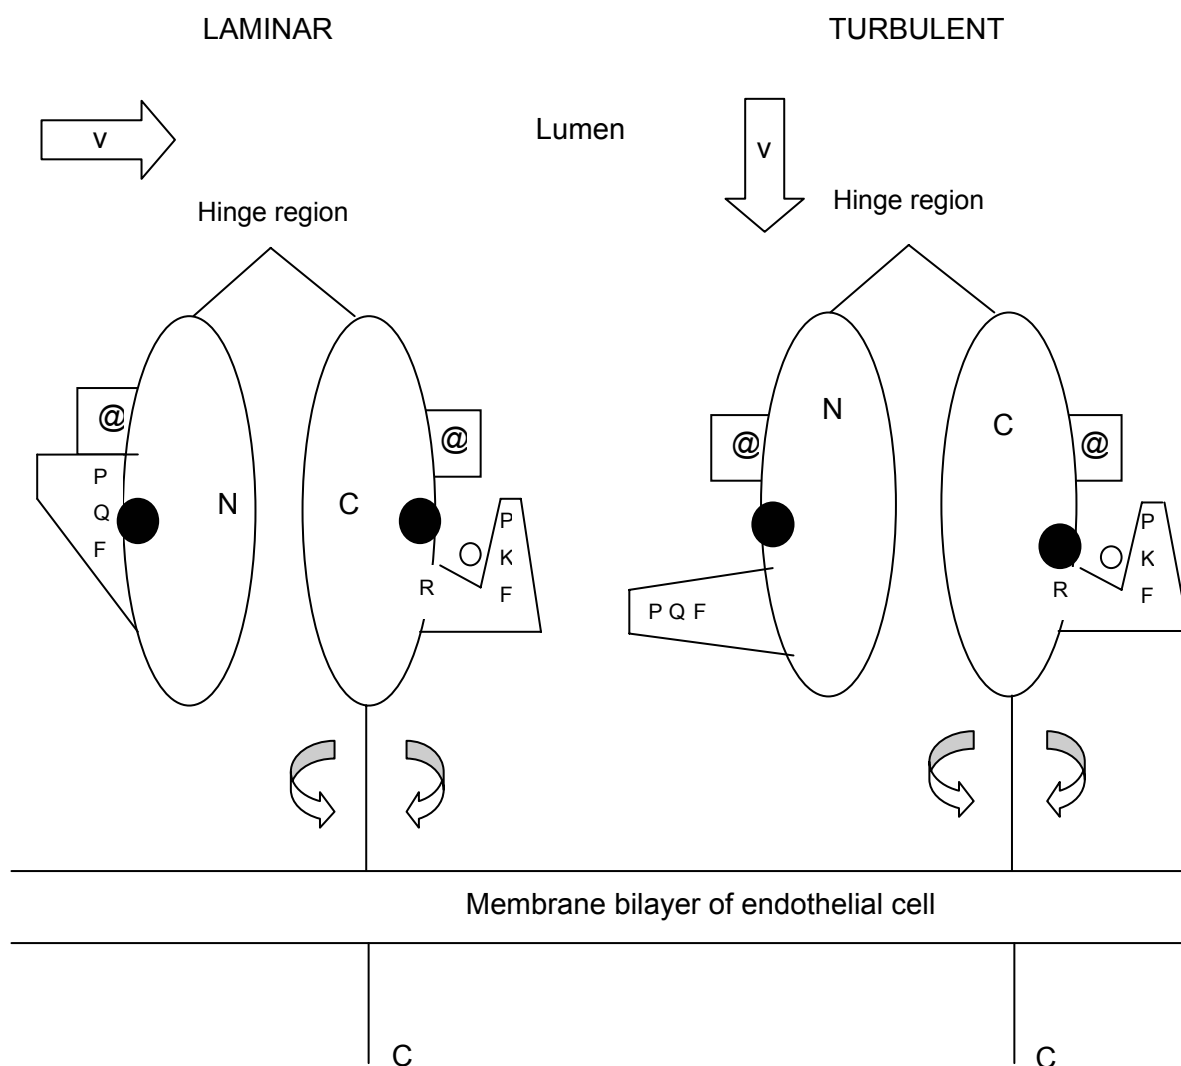 LAMINAR TURBULENT
v Lumen v
Hinge region Hinge region
@ @ @ @
N C N C
P
Q
F
P
K
F
R
P Q F
P
K
F
R
Membrane bilayer of endothelial cell
C C